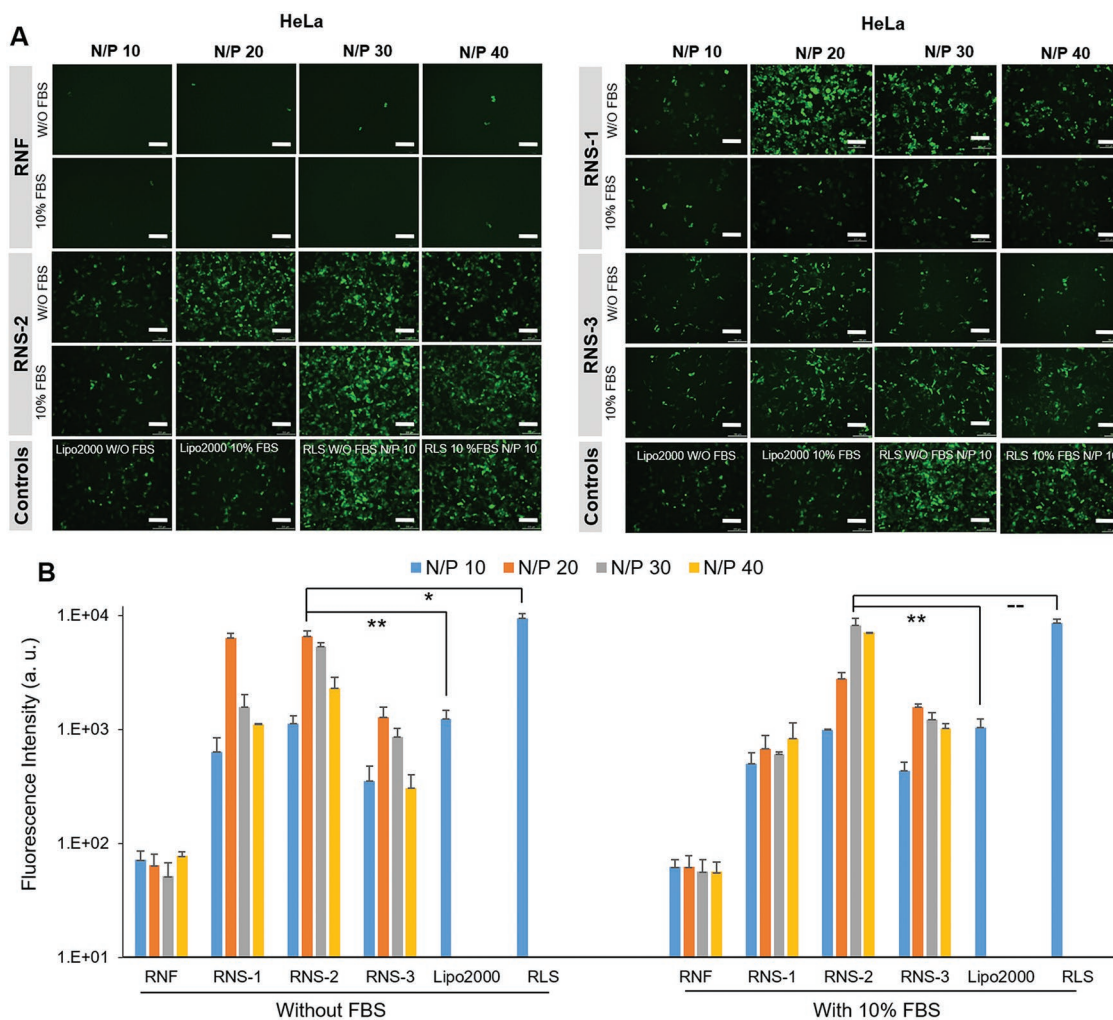 A
HeLa
N/P 10 N/P 20 N/P 30 N/P 40
RNF
W/O FBS
10% FBS
RNS-2
W/O FBS
10% FBS
Controls
Lipo2000 W/O FBS Lipo2000 10% FBS RLS W/O FBS N/P 10 RLS 10 %FBS N/P 10
HeLa
N/P 10 N/P 20 N/P 30 N/P 40
RNS-1
W/O FBS
10% FBS
RNS-3
W/O FBS
10% FBS
Controls
Lipo2000 W/O FBS Lipo2000 10% FBS RLS W/O FBS N/P 10 RLS 10% FBS N/P 10
B
N/P 10 N/P 20 N/P 30 N/P 40
Fluorescence Intensity (a. u.)
1.E+04
1.E+03
1.E+02
1.E+01
*
**
**
--
RNF RNS-1 RNS-2 RNS-3 Lipo2000 RLS
Without FBS
RNF RNS-1 RNS-2 RNS-3 Lipo2000 RLS
With 10% FBS